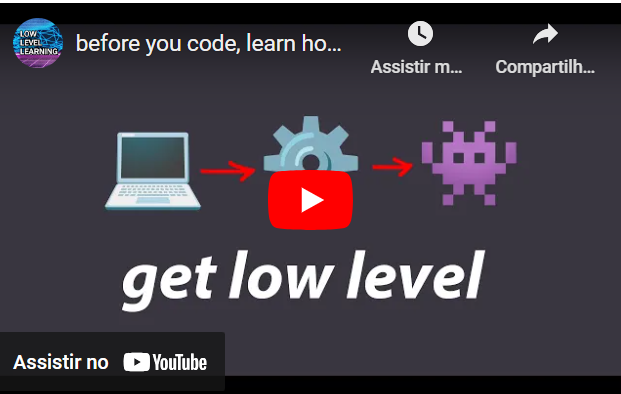 LOW
LEVEL
LEARNING
before you code, learn ho...
Assistir m...
Compartilh...
get low level
Assistir no YouTube